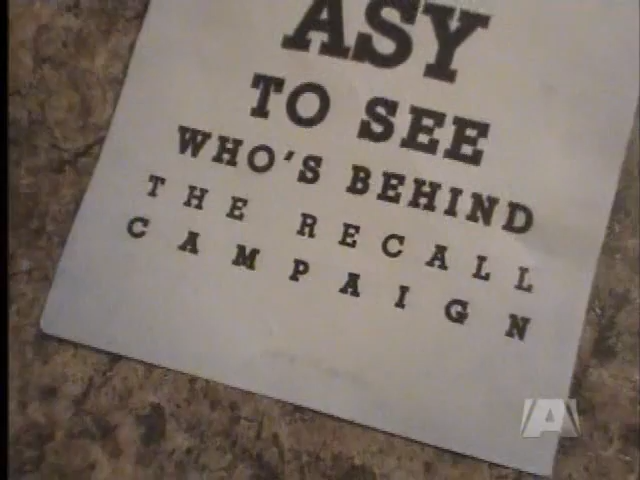 ASY
TO SEE
WHO'S BEHIND
THE RECALL
CAMPAIGN
A